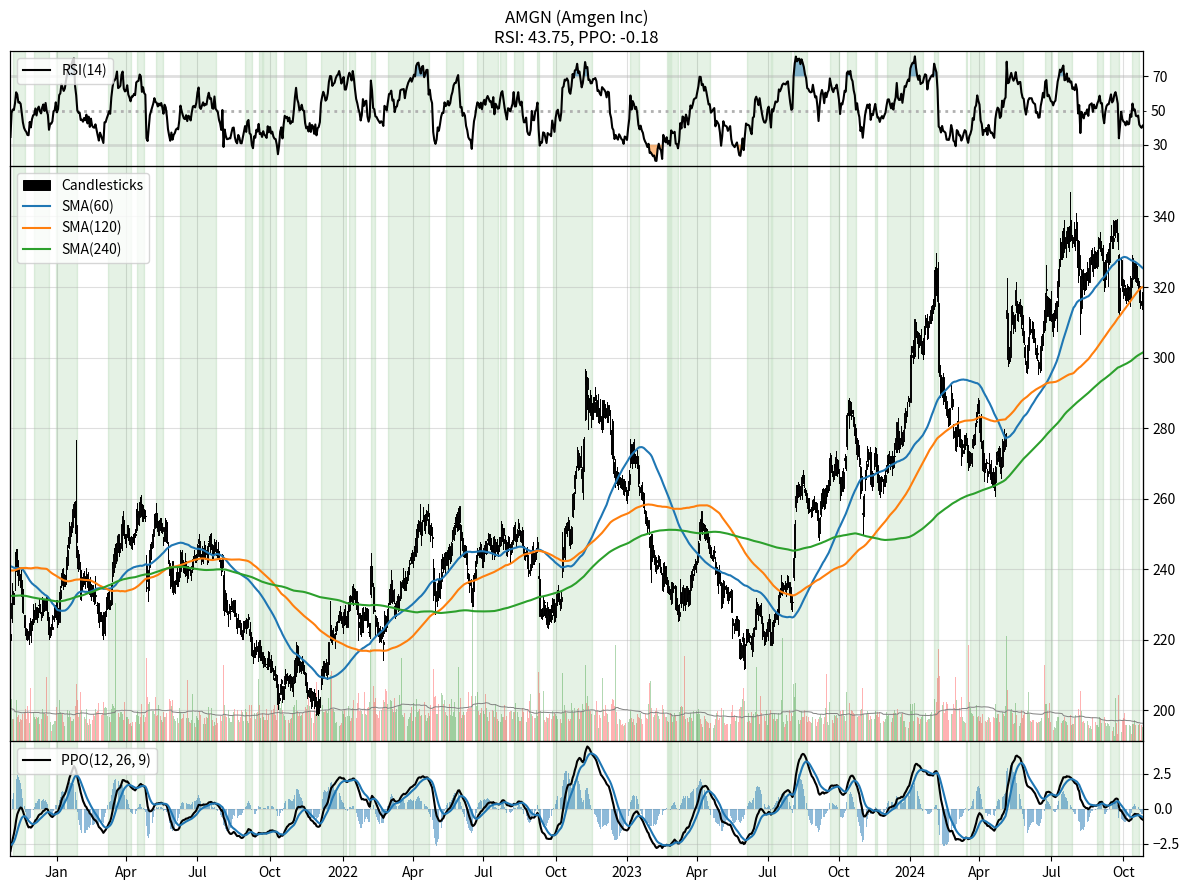 AMGN (Amgen Inc)
RSI: 43.75, PPO: -0.18
RSI(14)
70
50
30
Candlesticks
SMA(60)
SMA(120)
SMA(240)
340
320
300
280
260
240
220
200
PPO(12, 26, 9)
2.5
0.0
−2.5
Jan Apr Jul Oct 2022 Apr Jul Oct 2023 Apr Jul Oct 2024 Apr Jul Oct